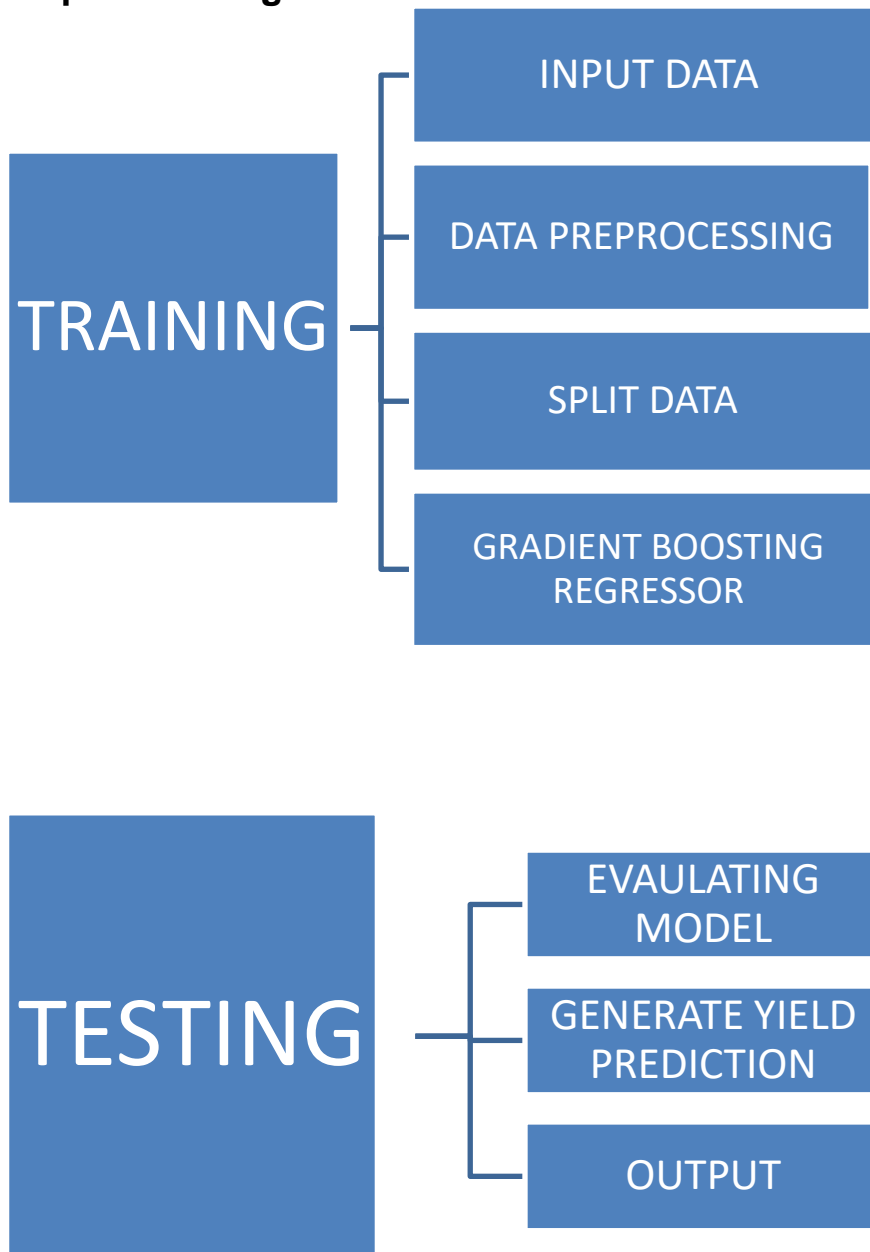 TRAINING
INPUT DATA
DATA PREPROCESSING
SPLIT DATA
GRADIENT BOOSTING
REGRESSOR
TESTING
EVAULATING
MODEL
GENERATE YIELD
PREDICTION
OUTPUT